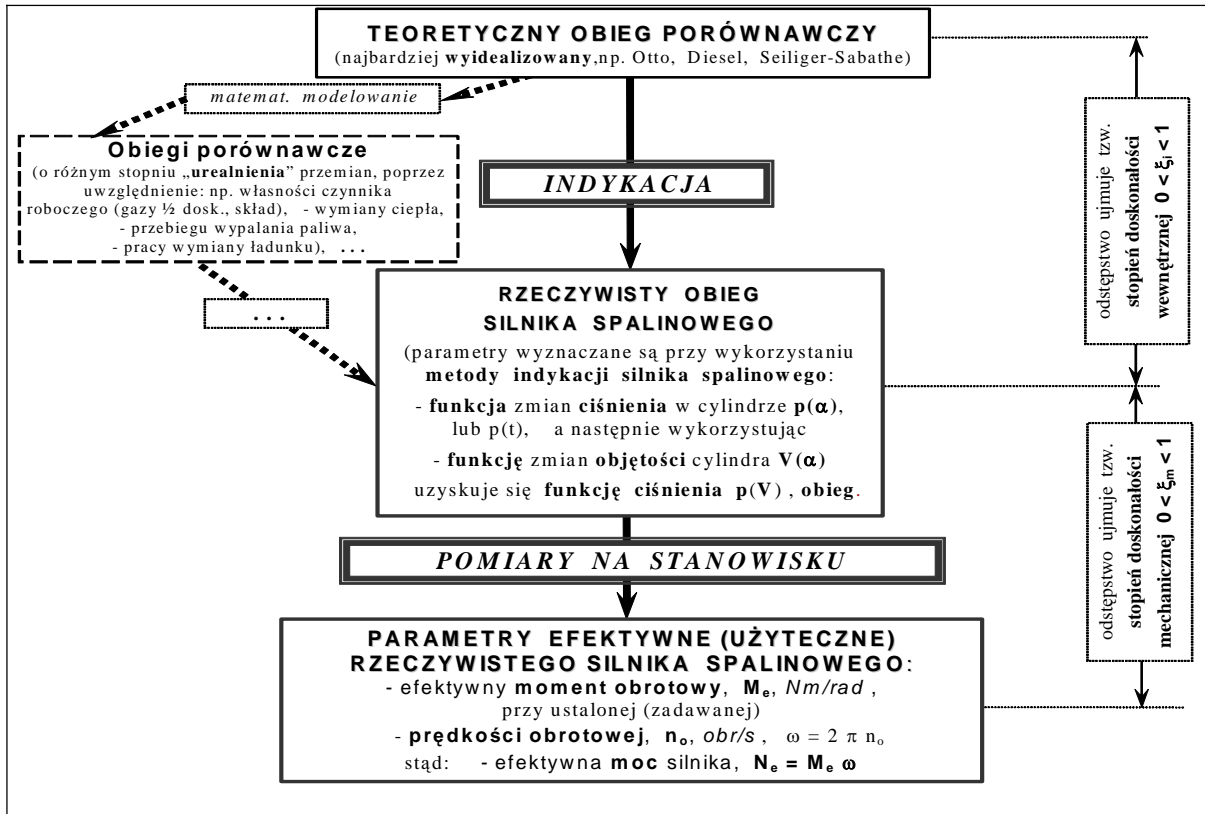 TEORETYCZNY OBIEG PORÓWNAWCZY
(najbardziej wyidealizowany,np. Otto, Diesel, Seiliger-Sabathe)
matemat. modelowanie
Obiegi porównawcze
(o różnym stopniu „urealnienia” przemian, poprzez
uwzględnienie: np. własności czynnika
roboczego (gazy ½ dosk., skład), - wymiany ciepła,
- przebiegu wypalania paliwa,
- pracy wymiany ładunku), ...
INDYKACJA
...
RZECZYWISTY OBIEG
SILNIKA SPALINOWEGO
(parametry wyznaczane są przy wykorzystaniu
metody indykacji silnika spalinowego:
- funkcja zmian ciśnienia w cylindrze p(α),
lub p(t), a następnie wykorzystując
- funkcję zmian objętości cylindra V(α)
uzyskuje się funkcję ciśnienia p(V) , obieg.
POMIARY NA STANOWISKU
PARAMETRY EFEKTYWNE (UŻYTECZNE)
RZECZYWISTEGO SILNIKA SPALINOWEGO:
- efektywny moment obrotowy, Me, Nm/rad ,
przy ustalonej (zadawanej)
- prędkości obrotowej, no, obr/s , ω = 2 π no
stąd: - efektywna moc silnika, Ne = Me ω
odstępstwo ujmuje tzw.
stopień doskonałości
wewnętrznej 0 < ξi < 1
odstępstwo ujmuje tzw.
stopień doskonałości
mechanicznej 0 < ξm < 1